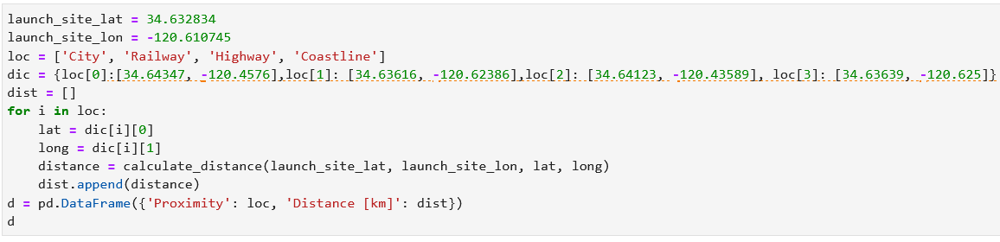 launch_site_lat = 34.632834
launch_site_lon = -120.610745
loc = ['City', 'Railway', 'Highway', 'Coastline']
dic = {loc[0]:[34.64347, -120.4576],loc[1]: [34.63616, -120.62386],loc[2]: [34.64123, -120.43589], loc[3]: [34.63639, -120.625]}
dist = []
for i in loc:
    lat = dic[i][0]
    long = dic[i][1]
    distance = calculate_distance(launch_site_lat, launch_site_lon, lat, long)
    dist.append(distance)
d = pd.DataFrame({'Proximity': loc, 'Distance [km]': dist})
d